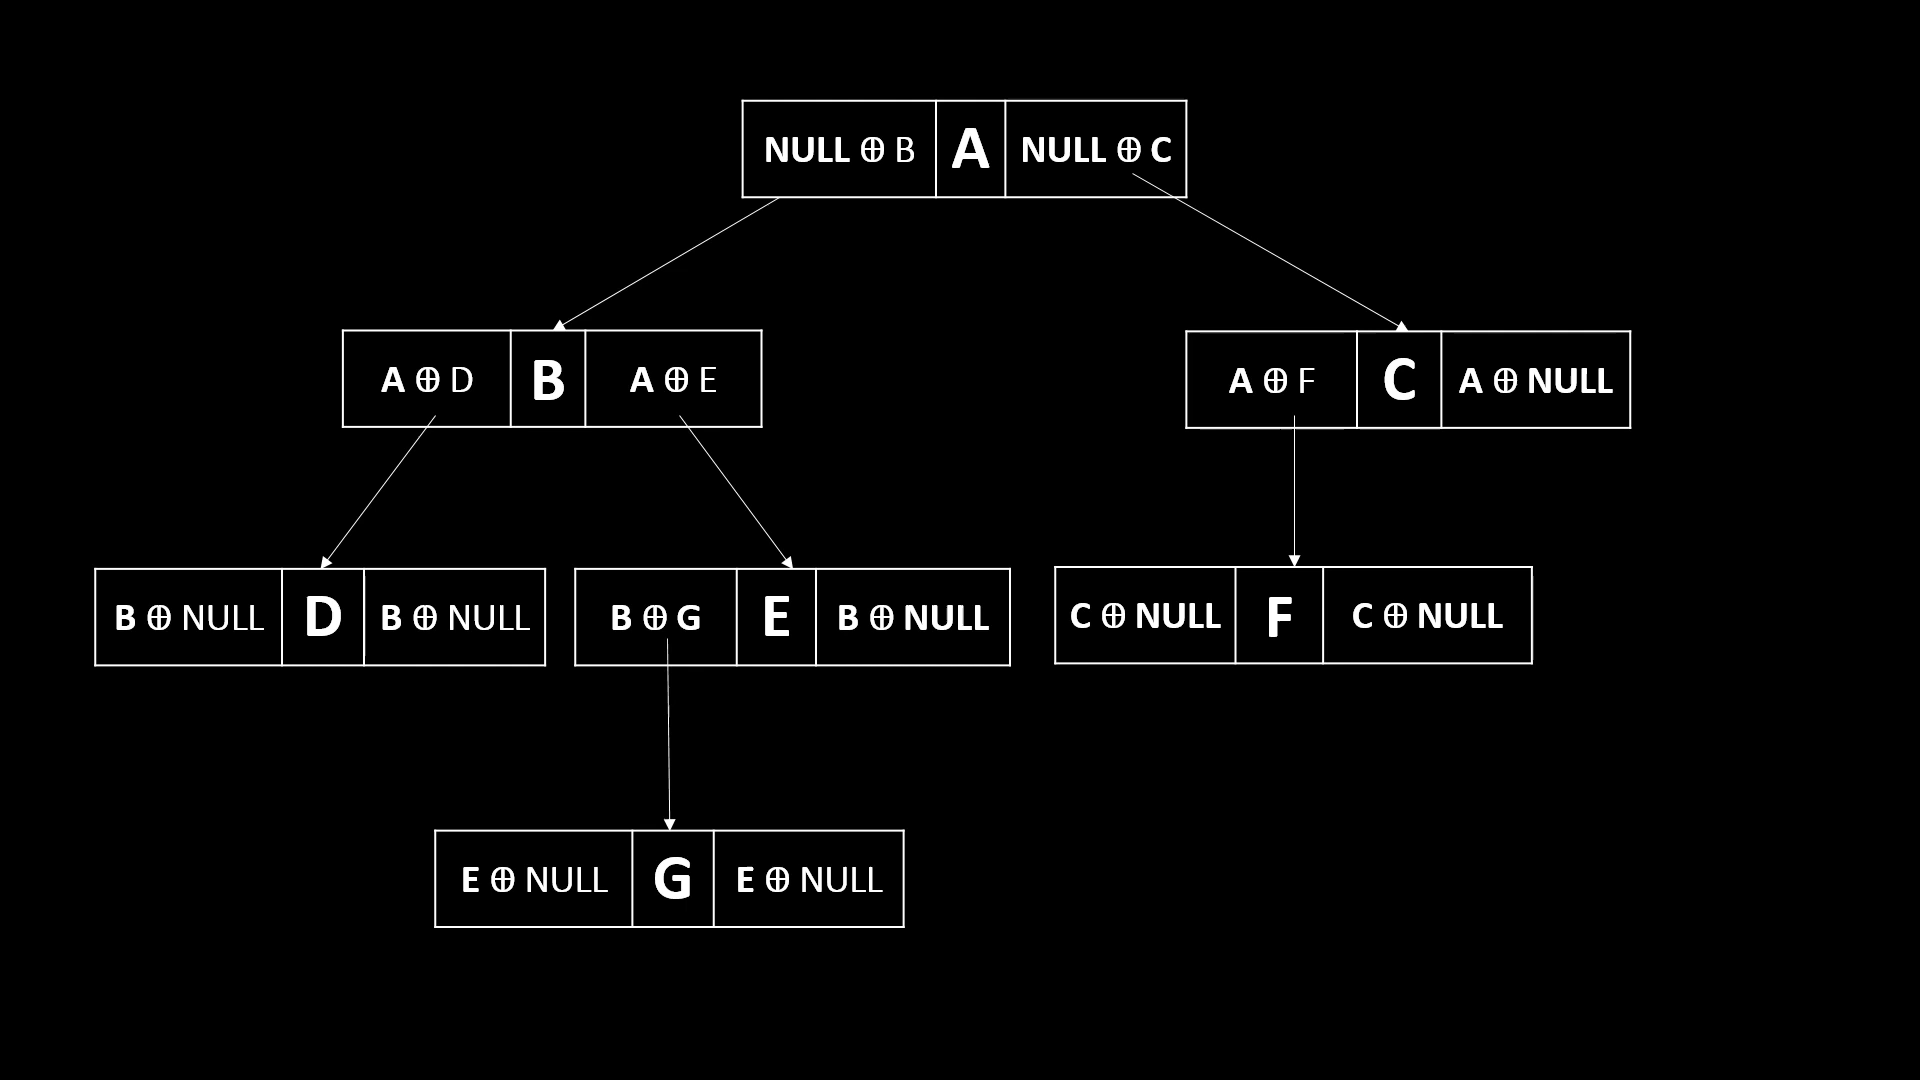 NULL ⊕ B A NULL ⊕ C
A ⊕ D B A ⊕ E
A ⊕ F C A ⊕ NULL
B ⊕ NULL D B ⊕ NULL
B ⊕ G E B ⊕ NULL
C ⊕ NULL F C ⊕ NULL
E ⊕ NULL G E ⊕ NULL